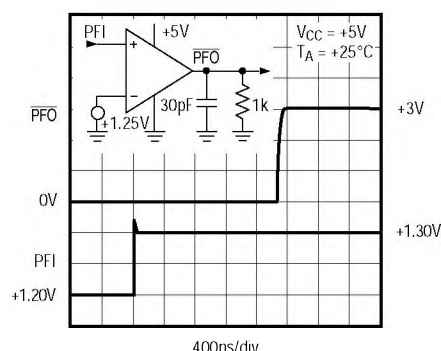 PFI
+5V
PFO
VCC = +5V
TA = +25°C
+
−
+1.25V
30pF
1k
PFO
+3V
0V
+1.30V
PFI
+1.20V
400ns/div